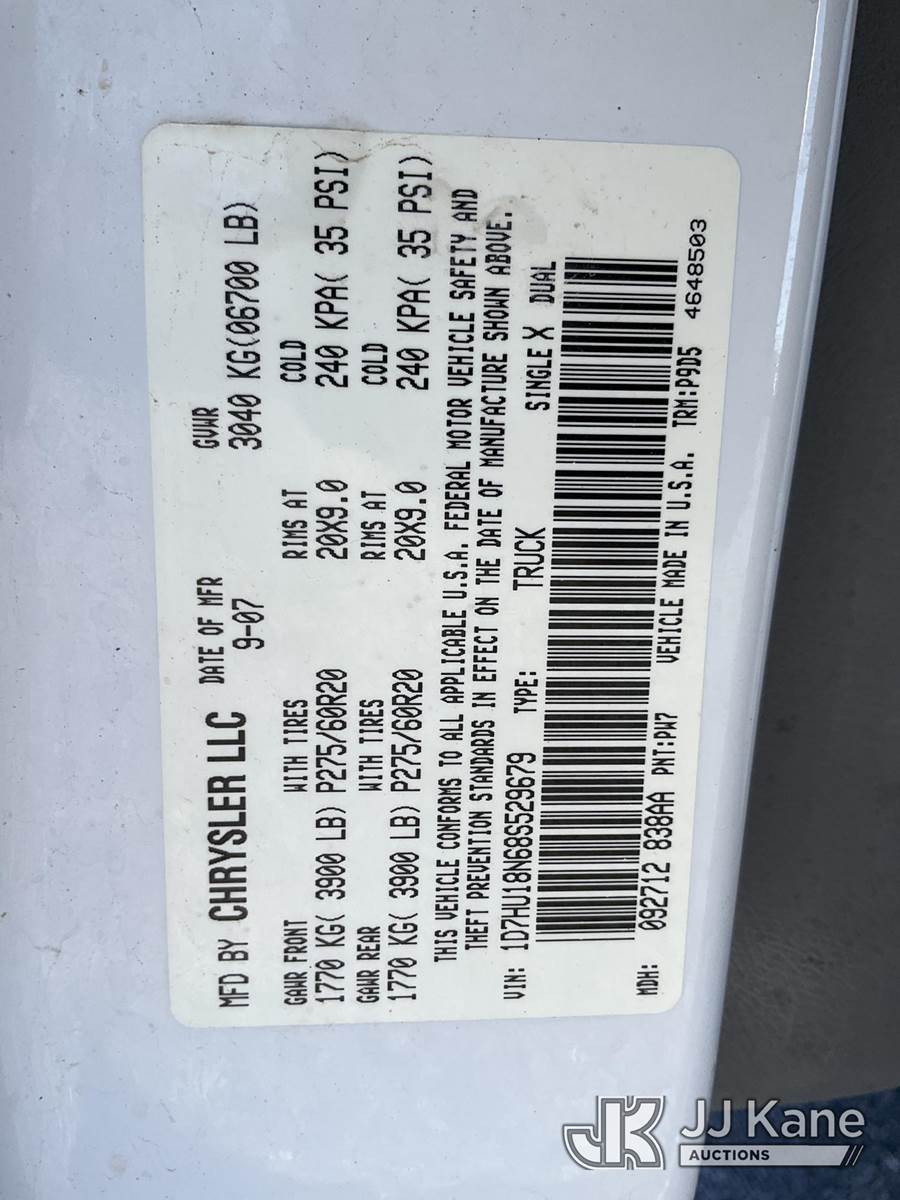 MFD BY CHRYSLER LLC DATE OF MFR GVWR
9-07 3040 KG(06700 LB)
GAWR FRONT WITH TIRES RIMS AT COLD
1770 KG( 3900 LB) P275/60R20 20X9.0 240 KPA( 35 PSI)
GAWR REAR WITH TIRES RIMS AT COLD
1770 KG( 3900 LB) P275/60R20 20X9.0 240 KPA( 35 PSI)
THIS VEHICLE CONFORMS TO ALL APPLICABLE U.S.A. FEDERAL MOTOR VEHICLE SAFETY AND
THEFT PREVENTION STANDARDS IN EFFECT ON THE DATE OF MANUFACTURE SHOWN ABOVE.
VIN: 1D7HU18N68S529679 TYPE: TRUCK SINGLE X DUAL
MDH: 092712 838AA PNT:PW7 VEHICLE MADE IN U.S.A. TRM:P9D5 4648503
JK JJ Kane
AUCTIONS